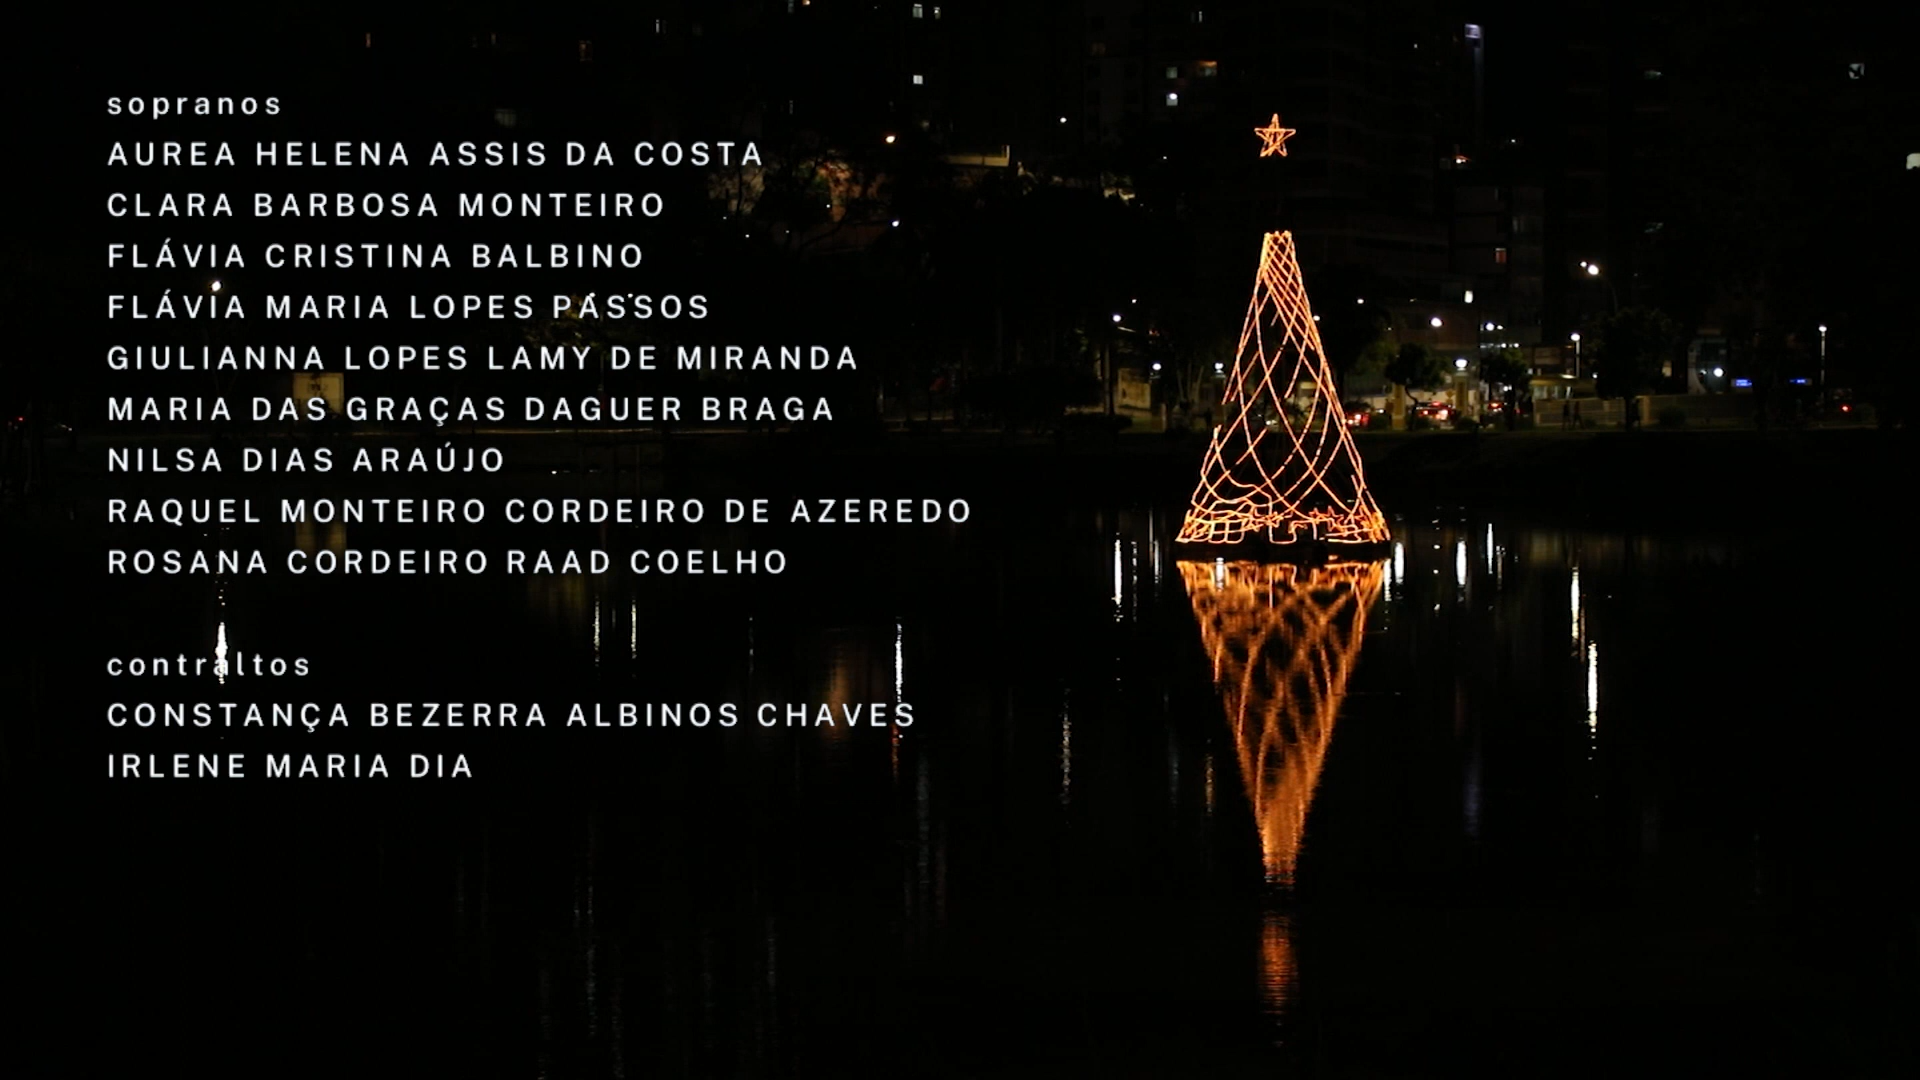 sopranos
AUREA HELENA ASSIS DA COSTA
CLARA BARBOSA MONTEIRO
FLÁVIA CRISTINA BALBINO
FLÁVIA MARIA LOPES PASSOS
GIULIANNA LOPES LAMY DE MIRANDA
MARIA DAS GRAÇAS DAGUER BRAGA
NILSA DIAS ARAÚJO
RAQUEL MONTEIRO CORDEIRO DE AZEREDO
ROSANA CORDEIRO RAAD COELHO
contraltos
CONSTANÇA BEZERRA ALBINOS CHAVES
IRLENE MARIA DIA